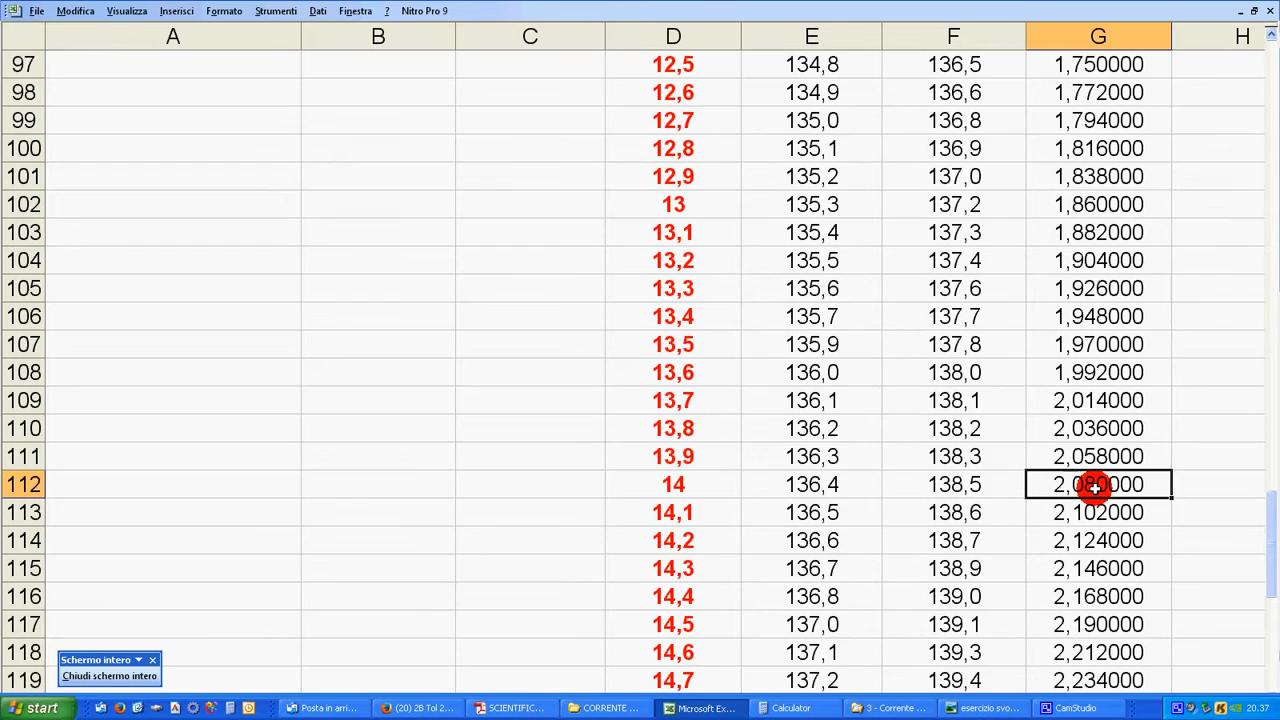 File Modifica Visualizza Inserisci Formato Strumenti Dati Finestra ? Nitro Pro 9
A B C D E F G H
97 12,5 134,8 136,5 1,750000
98 12,6 134,9 136,6 1,772000
99 12,7 135,0 136,8 1,794000
100 12,8 135,1 136,9 1,816000
101 12,9 135,2 137,0 1,838000
102 13 135,3 137,2 1,860000
103 13,1 135,4 137,3 1,882000
104 13,2 135,5 137,4 1,904000
105 13,3 135,6 137,6 1,926000
106 13,4 135,7 137,7 1,948000
107 13,5 135,9 137,8 1,970000
108 13,6 136,0 138,0 1,992000
109 13,7 136,1 138,1 2,014000
110 13,8 136,2 138,2 2,036000
111 13,9 136,3 138,3 2,058000
112 14 136,4 138,5 2,080000
113 14,1 136,5 138,6 2,102000
114 14,2 136,6 138,7 2,124000
115 14,3 136,7 138,9 2,146000
116 14,4 136,8 139,0 2,168000
117 14,5 137,0 139,1 2,190000
118 14,6 137,1 139,3 2,212000
119 14,7 137,2 139,4 2,234000
Schermo intero
Chiudi schermo intero
start Posta in arri... (20) 2B Tol 2... SCIENTIFIC... CORRENTE ... Microsoft Ex... Calculator 3 - Corrente ... esercizio svo... CamStudio 20.37